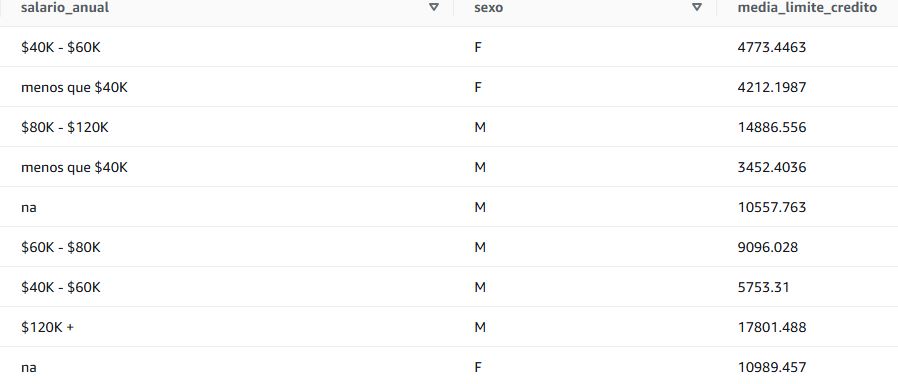 salario_anual sexo media_limite_credito
$40K - $60K F 4773.4463
menos que $40K F 4212.1987
$80K - $120K M 14886.556
menos que $40K M 3452.4036
na M 10557.763
$60K - $80K M 9096.028
$40K - $60K M 5753.31
$120K + M 17801.488
na F 10989.457